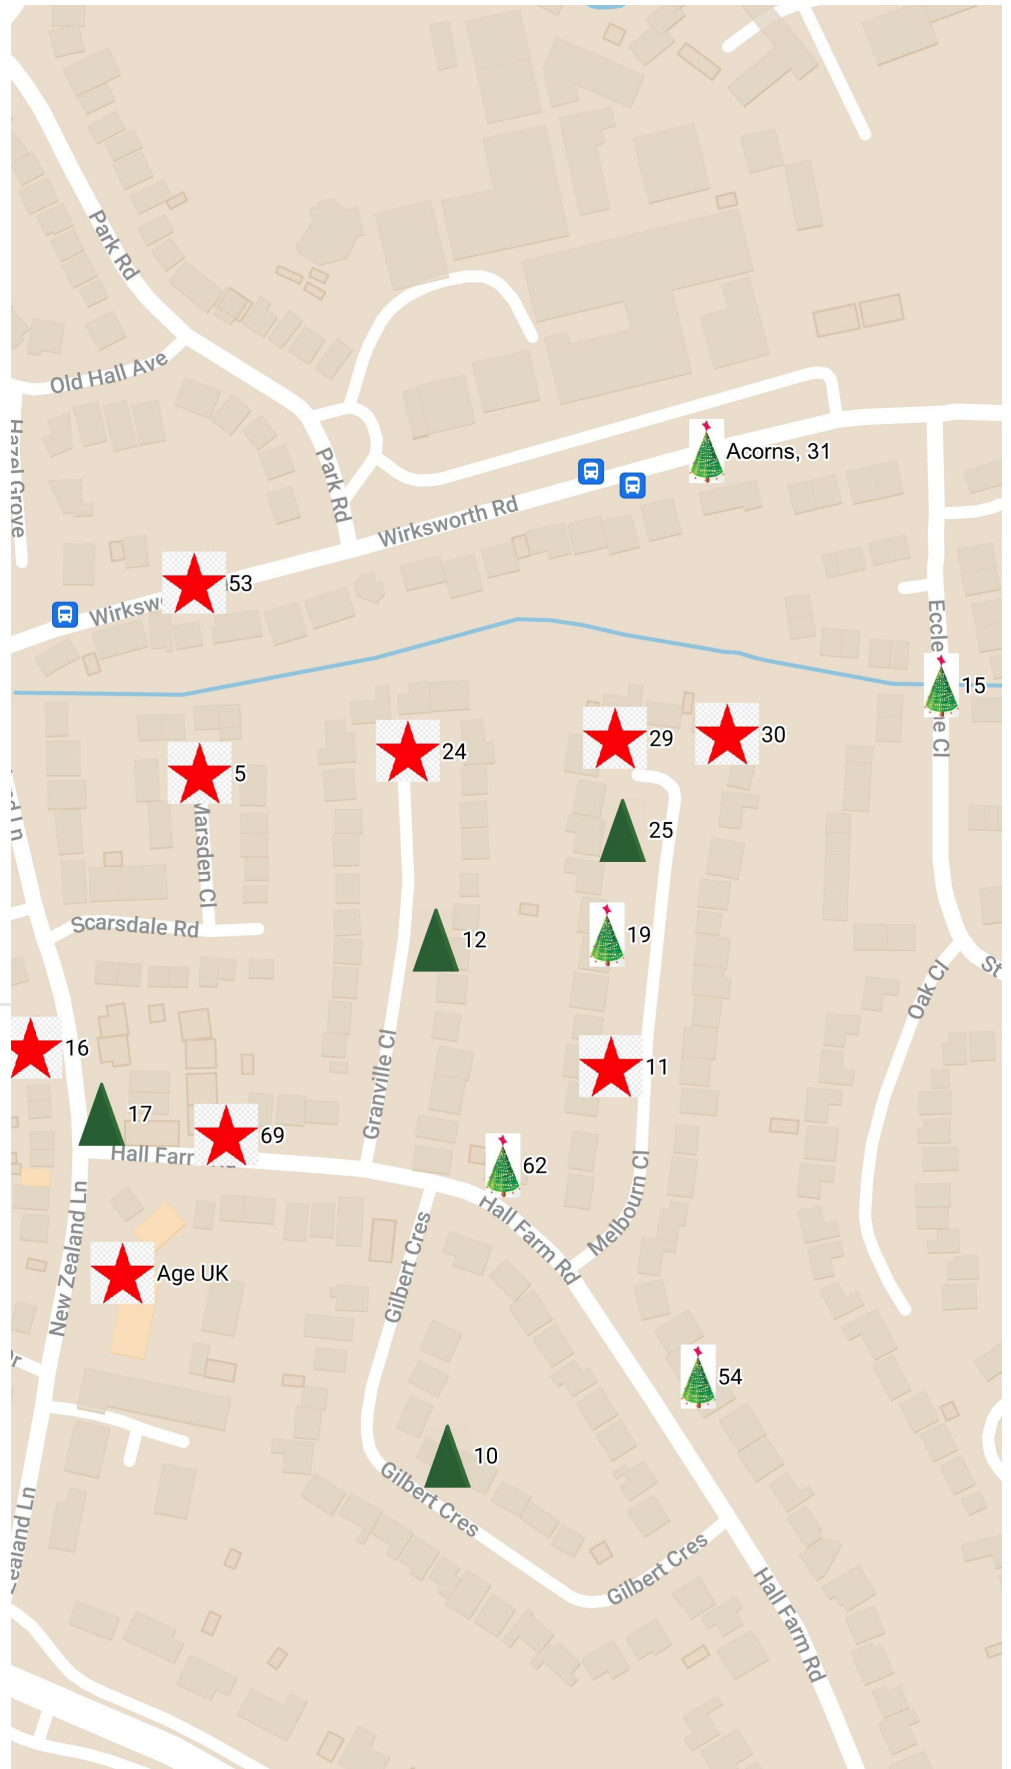 Park Rd
Old Hall Ave
Hazel Grove
Park Rd
Acorns, 31
Wirksworth Rd
53
Wirksw
Eccle
15
e Cl
24
29
30
5
25
Marsden Cl
Scarsdale Rd
12
19
Oak Cl
St
16
11
17
69
Granville Cl
Hall Farm
62
Melbourn Cl
Hall Farm Rd
New Zealand Ln
Gilbert Cres
Age UK
54
10
Gilbert Cres
Gilbert Cres
Zealand Ln
Hall Farm Rd